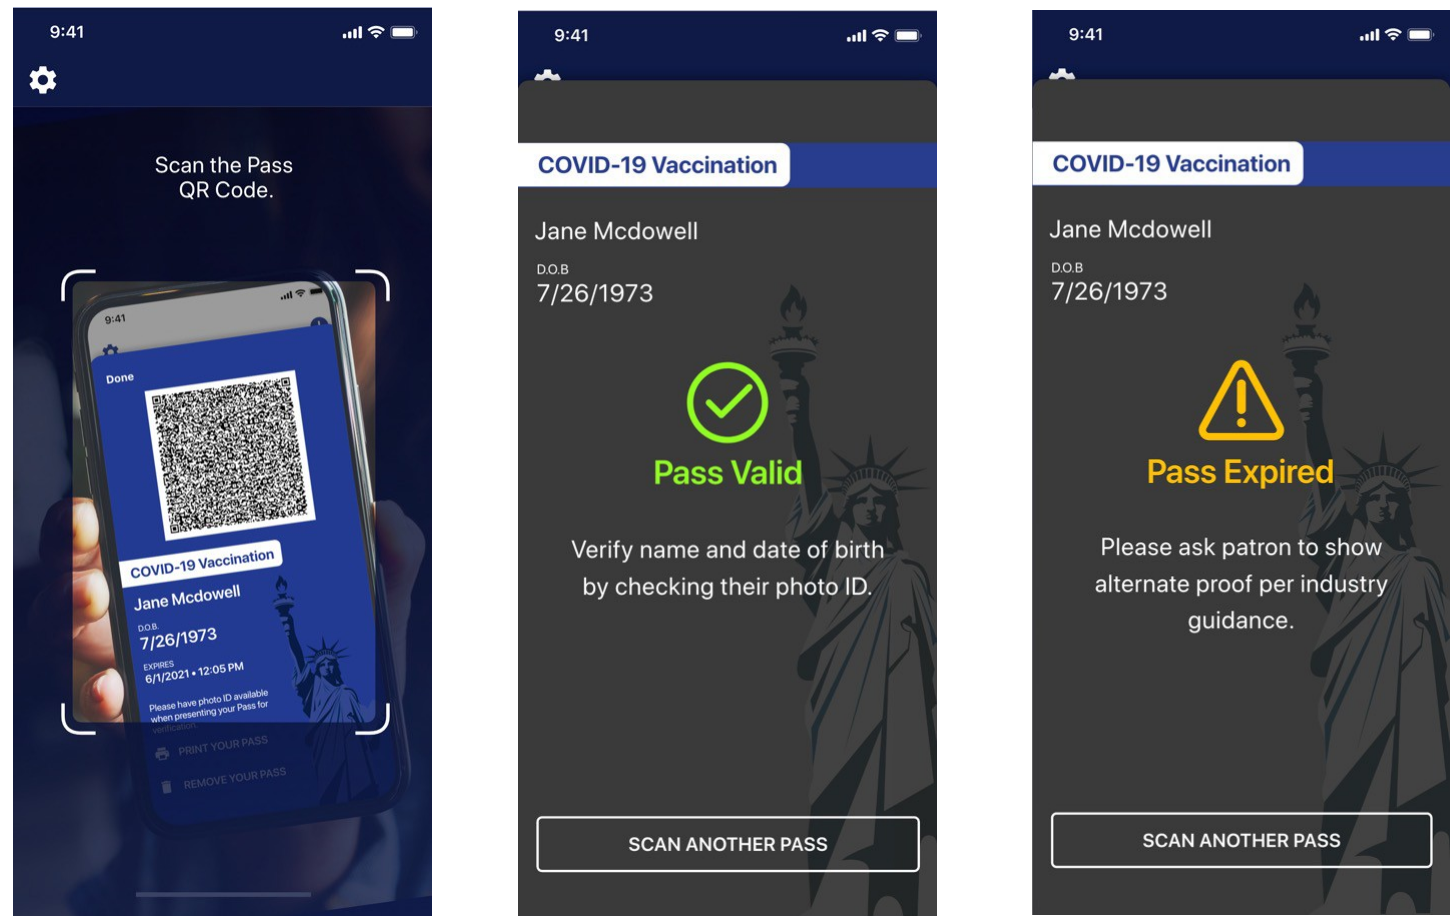 9:41
Scan the Pass
QR Code.
9:41
Done
COVID-19 Vaccination
Jane Mcdowell
D.O.B.
7/26/1973
EXPIRES
6/1/2021 • 12:05 PM
Please have photo ID available
when presenting your Pass for
verification.
PRINT YOUR PASS
REMOVE YOUR PASS
9:41
COVID-19 Vaccination
Jane Mcdowell
D.O.B
7/26/1973
Pass Valid
Verify name and date of birth
by checking their photo ID.
SCAN ANOTHER PASS
9:41
COVID-19 Vaccination
Jane Mcdowell
D.O.B
7/26/1973
Pass Expired
Please ask patron to show
alternate proof per industry
guidance.
SCAN ANOTHER PASS